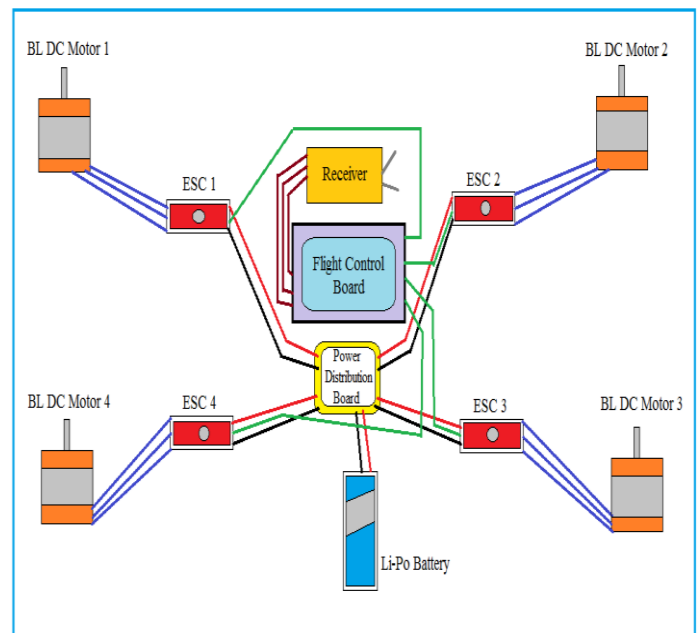 BL DC Motor 1
BL DC Motor 2
ESC 1
Receiver
ESC 2
Flight Control
Board
Power
Distribution
Board
BL DC Motor 4
ESC 4
ESC 3
BL DC Motor 3
Li-Po Battery